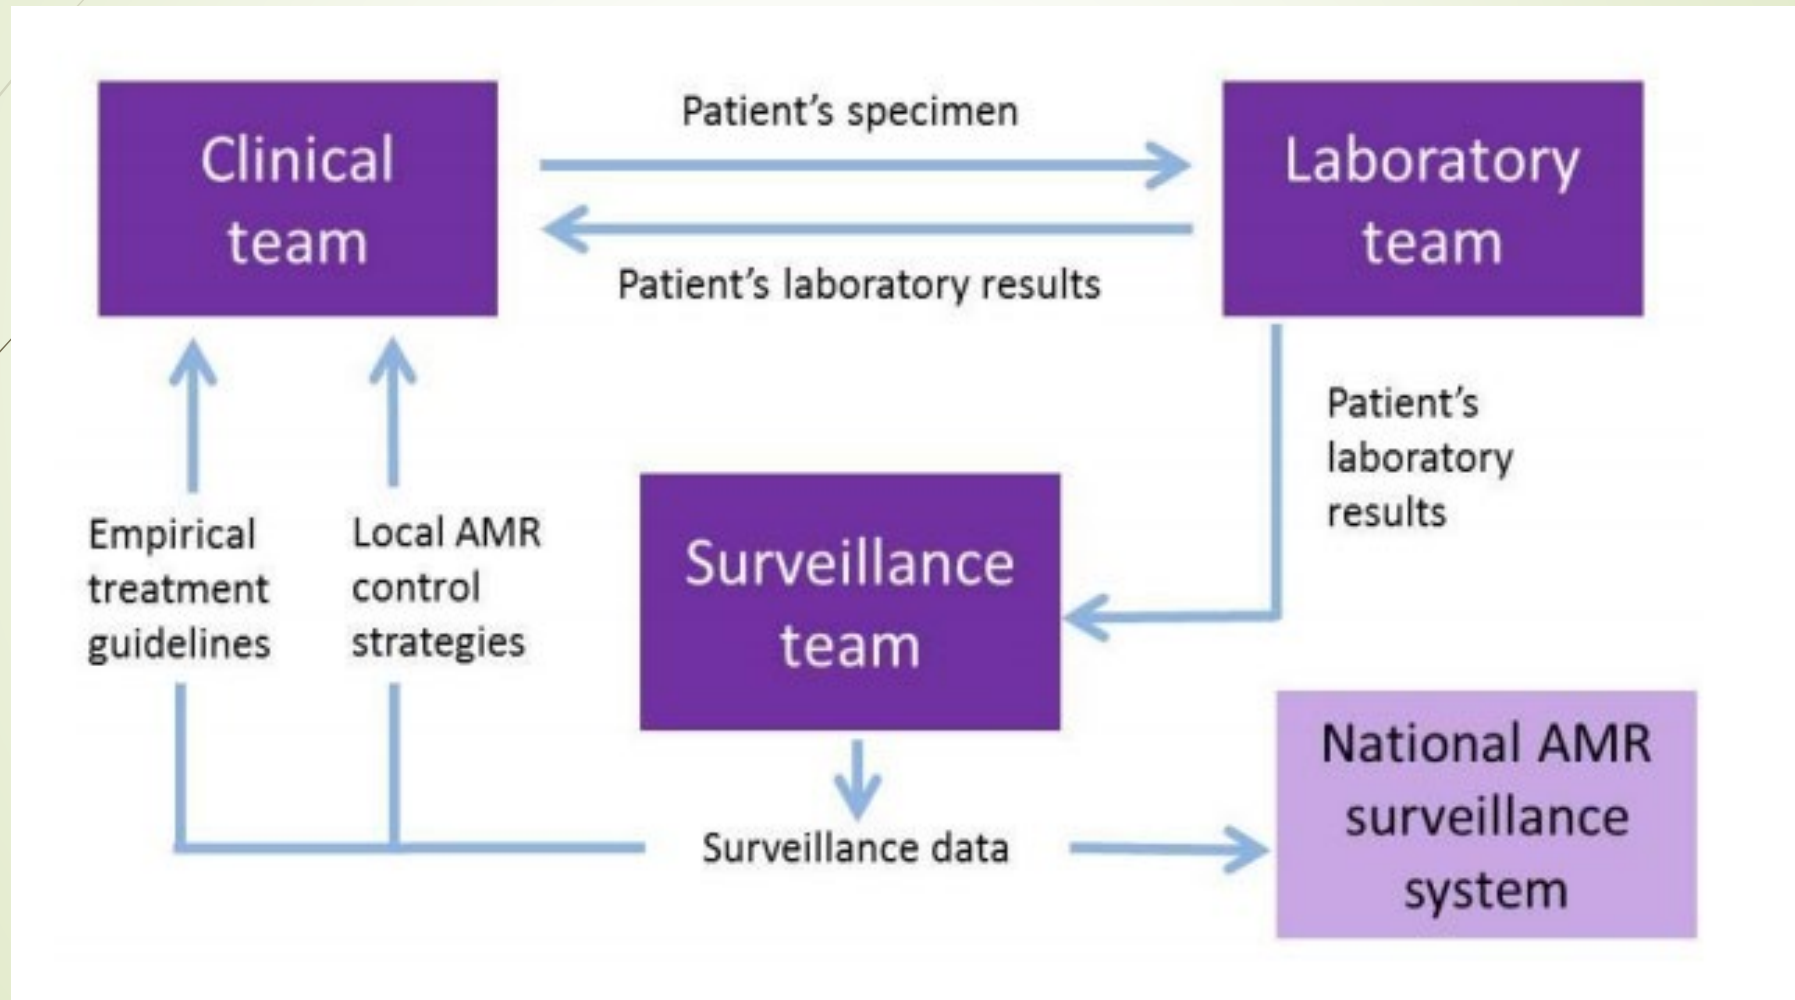 Clinical
team
Patient’s specimen
Patient’s laboratory results
Laboratory
team
Patient’s
laboratory
results
Empirical
treatment
guidelines
Local AMR
control
strategies
Surveillance
team
Surveillance data
National AMR
surveillance
system